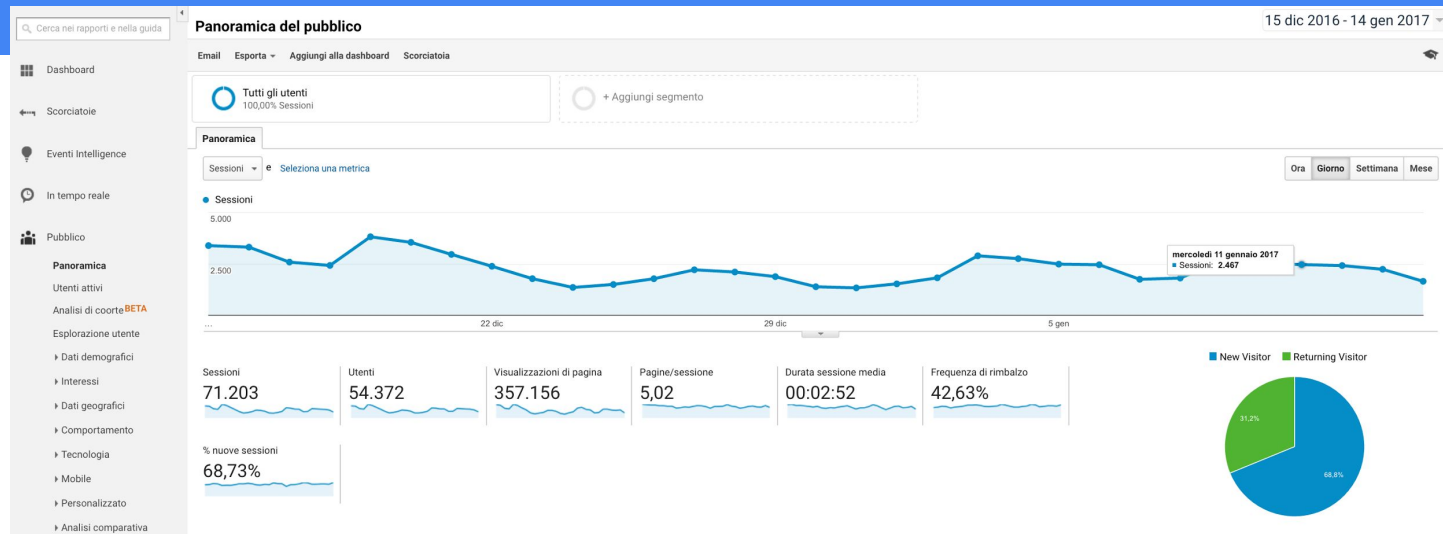 Cerca nei rapporti e nella guida
Panoramica del pubblico
15 dic 2016 - 14 gen 2017
Email Esporta Aggiungi alla dashboard Scorciatoia
Dashboard
Scorciatoie
Eventi Intelligence
In tempo reale
Pubblico
Panoramica
Utenti attivi
Analisi di coorte BETA
Esplorazione utente
Dati demografici
Interessi
Dati geografici
Comportamento
Tecnologia
Mobile
Personalizzato
Analisi comparativa
Tutti gli utenti
100,00% Sessioni
+ Aggiungi segmento
Panoramica
Sessioni e Seleziona una metrica
Ora Giorno Settimana Mese
Sessioni
5.000
2.500
mercoledì 11 gennaio 2017
Sessioni: 2.467
... 22 dic 29 dic 5 gen
Sessioni
71.203
Utenti
54.372
Visualizzazioni di pagina
357.156
Pagine/sessione
5,02
Durata sessione media
00:02:52
Frequenza di rimbalzo
42,63%
% nuove sessioni
68,73%
New Visitor Returning Visitor
31,2%
68,8%